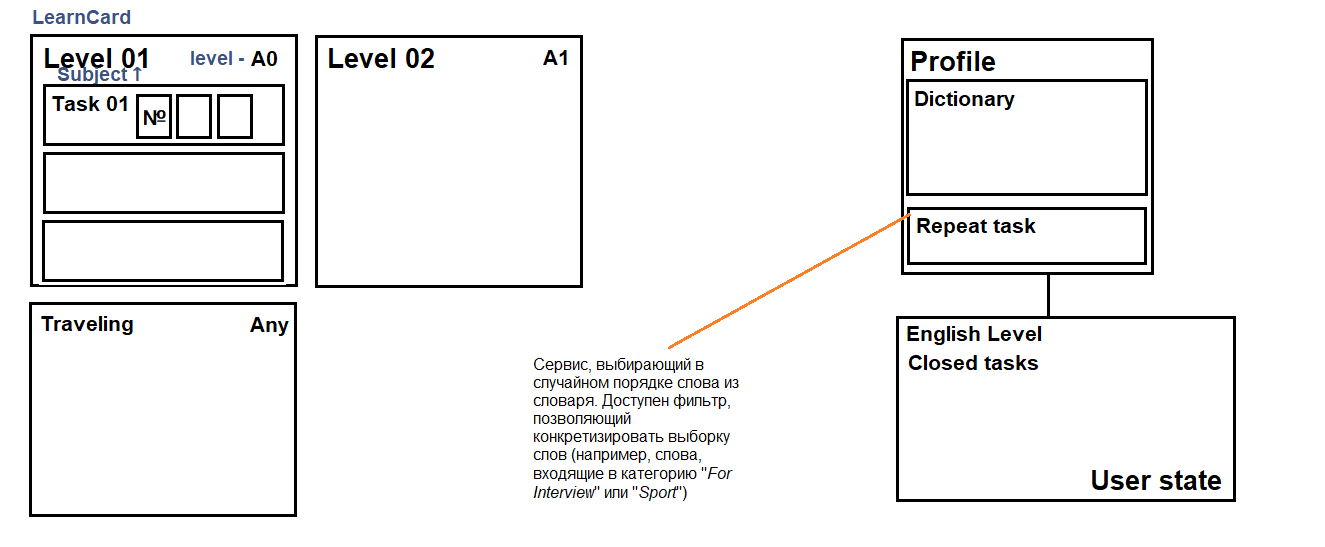 LearnCard
Level 01
level - A0
Subject ↑
Task 01
№
Level 02
A1
Traveling
Any
Profile
Dictionary
Repeat task
Сервис, выбирающий в
случайном порядке слова из
словаря. Доступен фильтр,
позволяющий
конкретизировать выборку
слов (например, слова,
входящие в категорию "For
Interview" или "Sport")
English Level
Closed tasks
User state